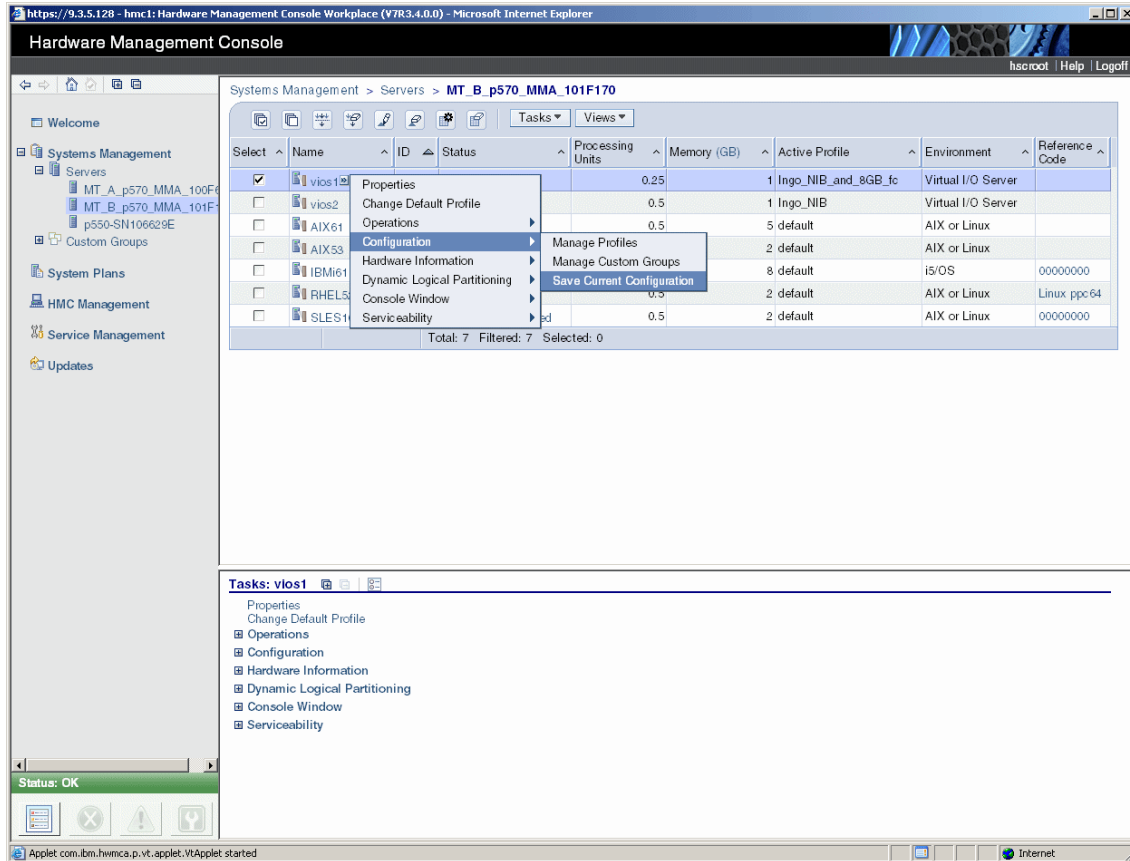 https://9.3.5.128 - hmc1: Hardware Management Console Workplace (V7R3.4.0.0) - Microsoft Internet Explorer
Hardware Management Console
hscroot | Help | Logoff
Systems Management > Servers > MT_B_p570_MMA_101F170
Tasks Views
Welcome
Systems Management
Servers
MT_A_p570_MMA_100F6
MT_B_p570_MMA_101F1
p550-SN106629E
Custom Groups
System Plans
HMC Management
Service Management
Updates
Select Name ID Status Processing Units Memory (GB) Active Profile Environment Reference Code
vios1 0.25 1 Ingo_NIB_and_8GB_fc Virtual I/O Server
vios2 0.5 1 Ingo_NIB Virtual I/O Server
AIX61 0.5 5 default AIX or Linux
AIX53 2 default AIX or Linux
IBMi61 8 default i5/OS 00000000
RHEL5 0.5 2 default AIX or Linux Linux ppc64
SLES1 ed 0.5 2 default AIX or Linux 00000000
Total: 7 Filtered: 7 Selected: 0
Properties
Change Default Profile
Operations
Configuration
Hardware Information
Dynamic Logical Partitioning
Console Window
Serviceability
Manage Profiles
Manage Custom Groups
Save Current Configuration
Tasks: vios1
Properties
Change Default Profile
Operations
Configuration
Hardware Information
Dynamic Logical Partitioning
Console Window
Serviceability
Status: OK
Applet com.ibm.hwmca.p.vt.applet.VtApplet started
Internet